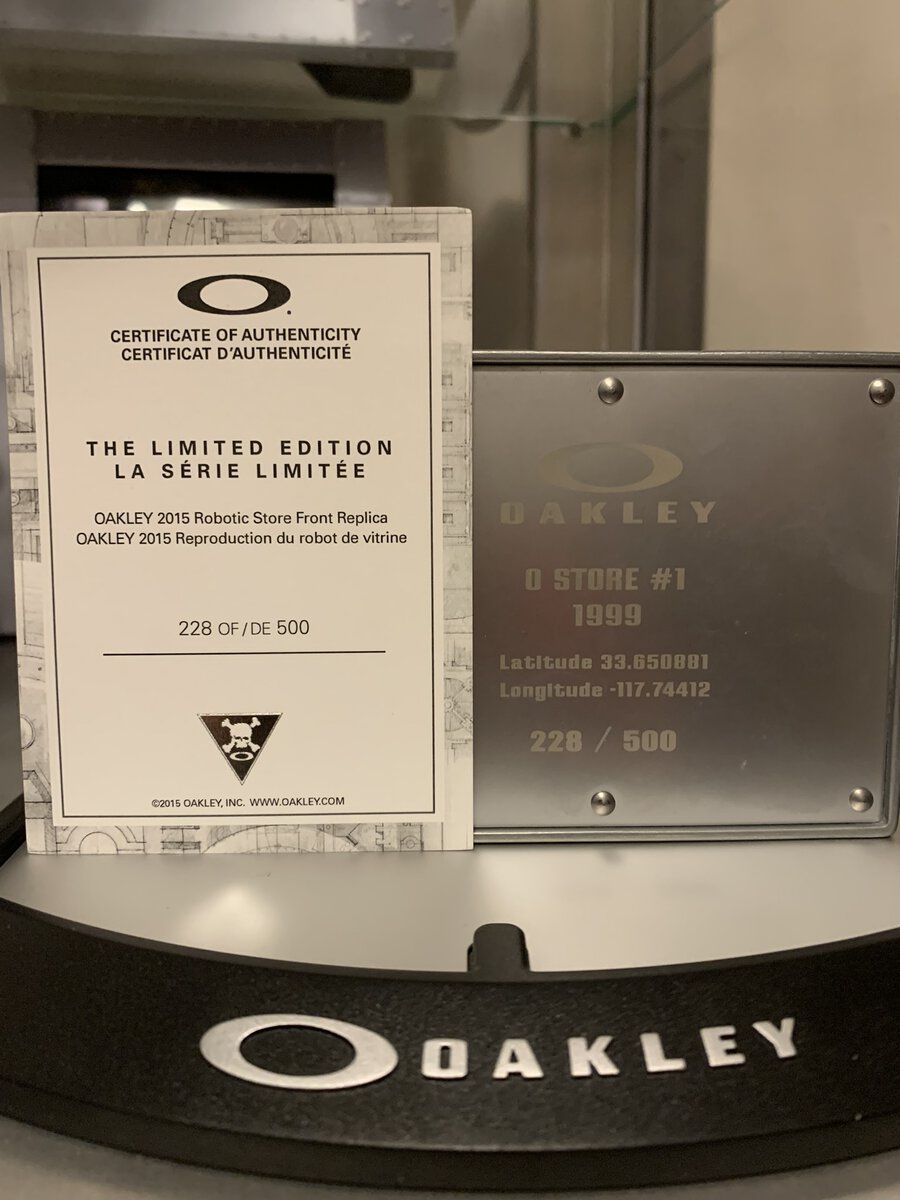 CERTIFICATE OF AUTHENTICITY
CERTIFICAT D'AUTHENTICITÉ
THE LIMITED EDITION
LA SÉRIE LIMITÉE
OAKLEY 2015 Robotic Store Front Replica
OAKLEY 2015 Reproduction du robot de vitrine
228 OF/DE 500
©2015 OAKLEY, INC. WWW.OAKLEY.COM
OAKLEY
O STORE #1
1999
Latitude 33.650881
Longitude -117.74412
228 / 500
OAKLEY